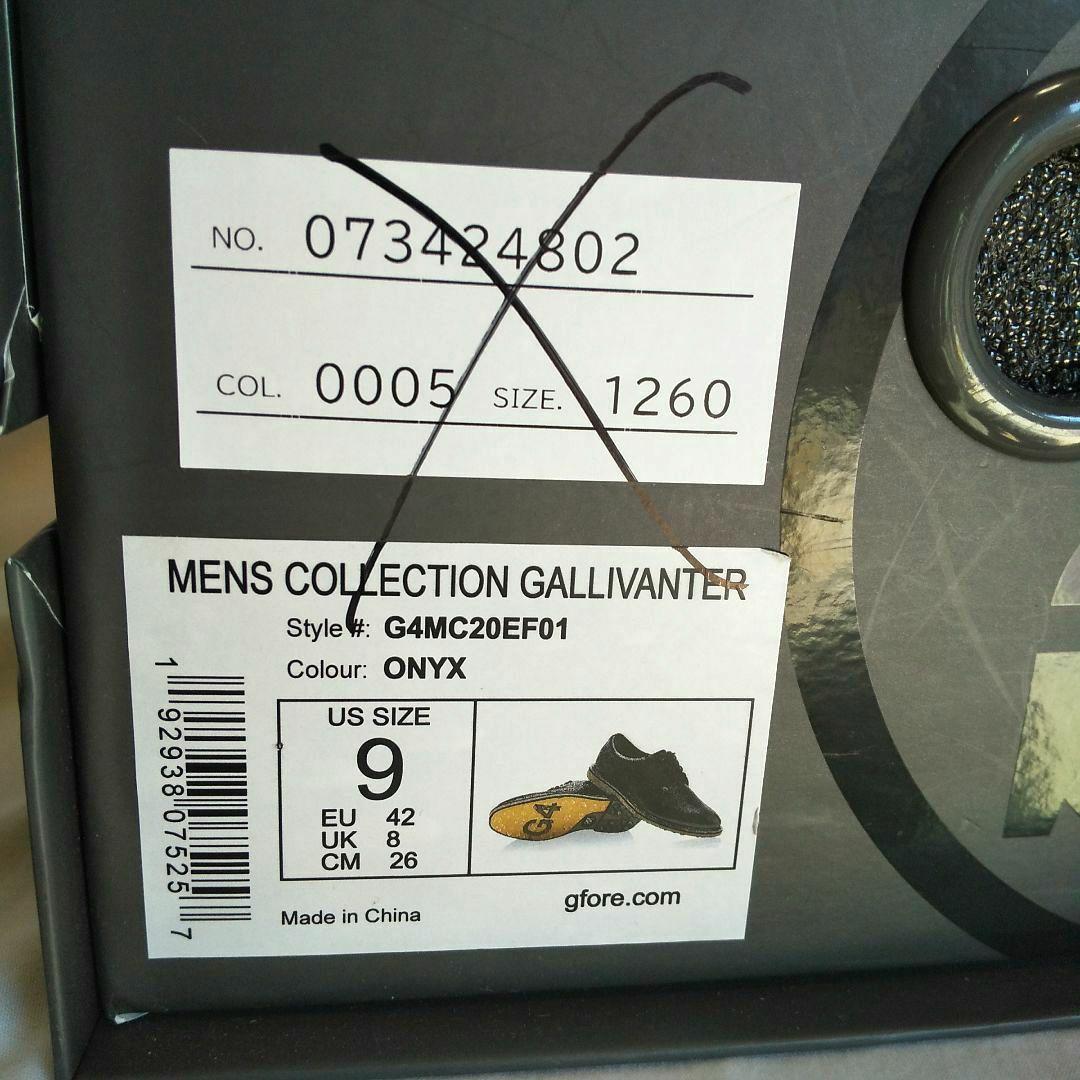 NO. 073424802
COL. 0005 SIZE. 1260
MENS COLLECTION GALLIVANTER
Style #: G4MC20EF01
Colour: ONYX
1 92938 07525 7
US SIZE
9
EU 42
UK 8
CM 26
G4
gfore.com
Made in China